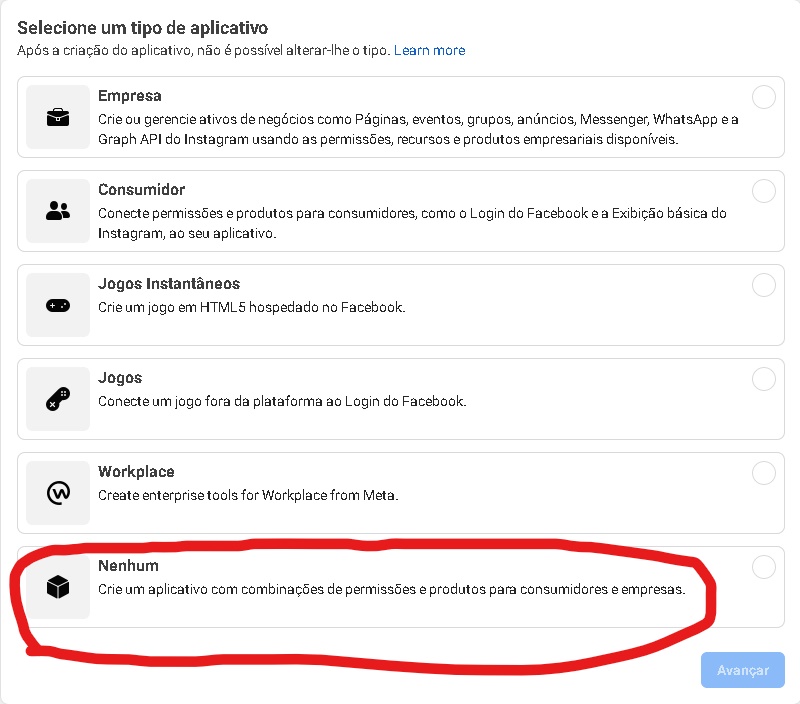 Selecione um tipo de aplicativo
Após a criação do aplicativo, não é possível alterar-lhe o tipo. Learn more
Empresa
Crie ou gerencie ativos de negócios como Páginas, eventos, grupos, anúncios, Messenger, WhatsApp e a
Graph API do Instagram usando as permissões, recursos e produtos empresariais disponíveis.
Consumidor
Conecte permissões e produtos para consumidores, como o Login do Facebook e a Exibição básica do
Instagram, ao seu aplicativo.
Jogos Instantâneos
Crie um jogo em HTML5 hospedado no Facebook.
Jogos
Conecte um jogo fora da plataforma ao Login do Facebook.
Workplace
Create enterprise tools for Workplace from Meta.
Nenhum
Crie um aplicativo com combinações de permissões e produtos para consumidores e empresas.
Avançar